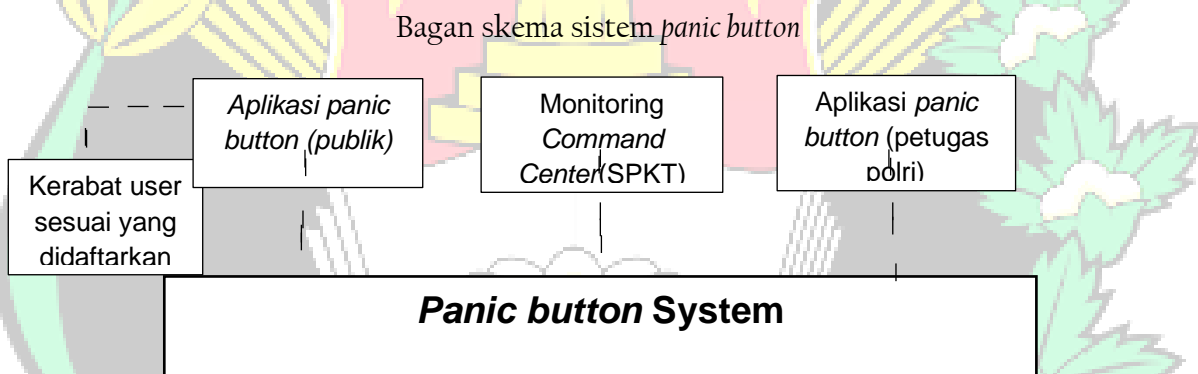 Bagan skema sistem panic button
Aplikasi panic
button (publik)
Monitoring
Command
Center(SPKT)
Aplikasi panic
button (petugas
polri)
Kerabat user
sesuai yang
didaftarkan
Panic button System